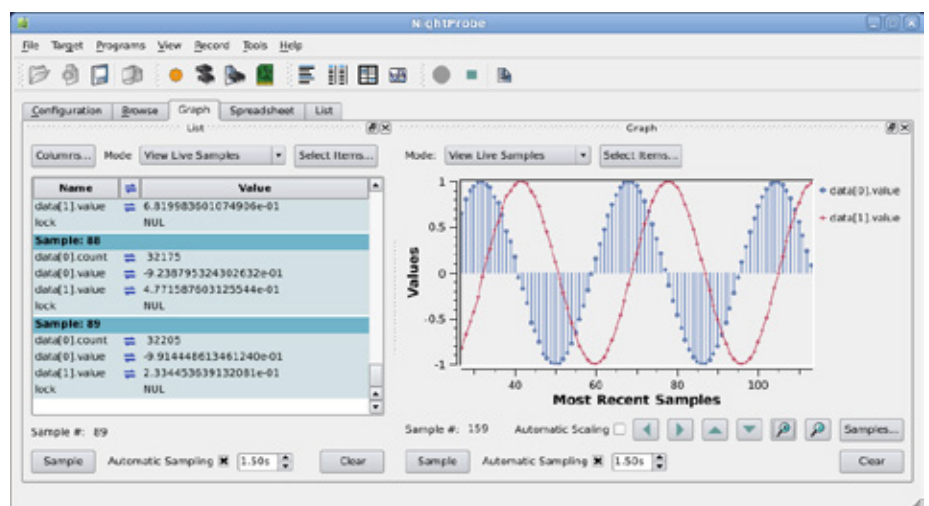 NightProbe
File Target Programs View Record Tools Help
Configuration Browse Graph Spreadsheet List
List
Columns... Mode View Live Samples Select Items...
Name Value
data[1].value 6.819983601074906e-01
lock NUL
Sample: 88
data[0].count 32175
data[0].value -9.238795324302632e-01
data[1].value 4.771587603125544e-01
lock NUL
Sample: 89
data[0].count 32205
data[0].value -9.914448613461240e-01
data[1].value 2.334453639132081e-01
lock NUL
Sample #: 89
Sample Automatic Sampling 1.50s Clear
Graph
Mode: View Live Samples Select Items...
1
0.5
0
-0.5
-1
Values
40 60 80 100
Most Recent Samples
data[0].value
data[1].value
Sample #: 159 Automatic Scaling Samples...
Sample Automatic Sampling 1.50s Clear